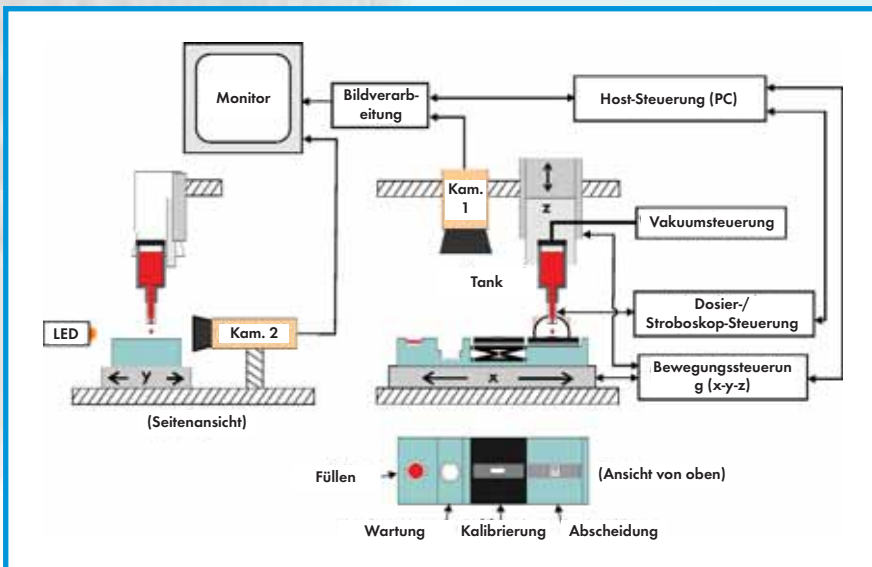 Monitor
Bildverarb-
eitung
Host-Steuerung (PC)
Kam.
1
z
Vakuumsteuerung
Tank
Dosier-/
Stroboskop-Steuerung
LED
Kam. 2
y
x
Bewegungssteuerun
g (x-y-z)
(Seitenansicht)
Füllen
(Ansicht von oben)
Wartung
Kalibrierung
Abscheidung